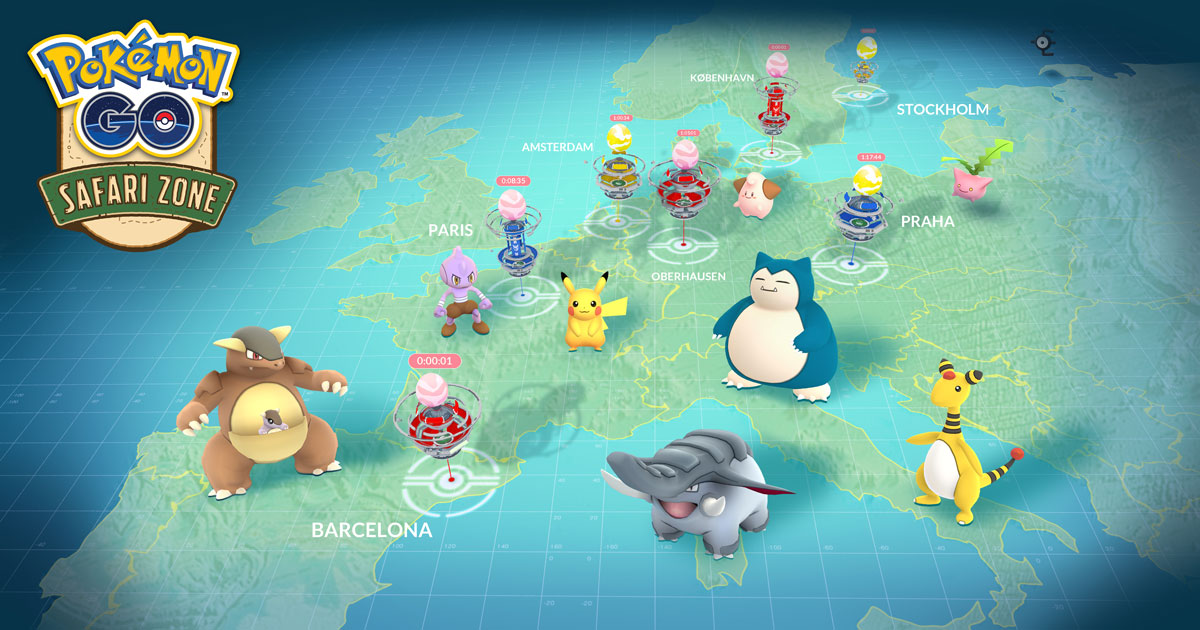 POKéMON
GO
SAFARI ZONE
KØBENHAVN
STOCKHOLM
AMSTERDAM
1:17:44
0:08:35
PARIS
PRAHA
OBERHAUSEN
0:00:01
BARCELONA